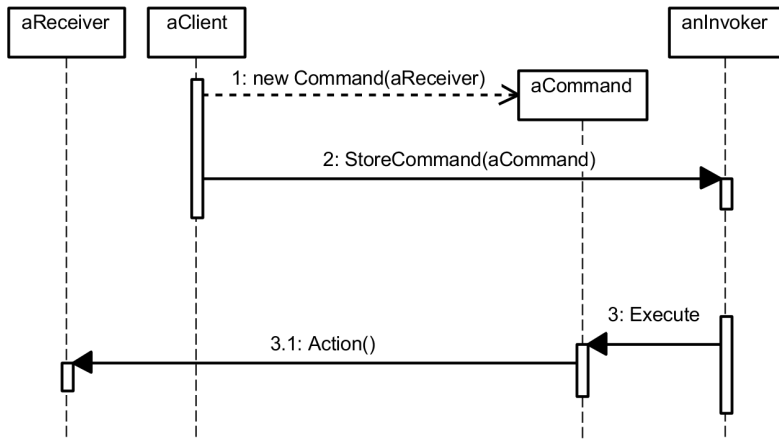 aReceiver
aClient
anInvoker
1: new Command(aReceiver)
aCommand
2: StoreCommand(aCommand)
3: Execute
3.1: Action()